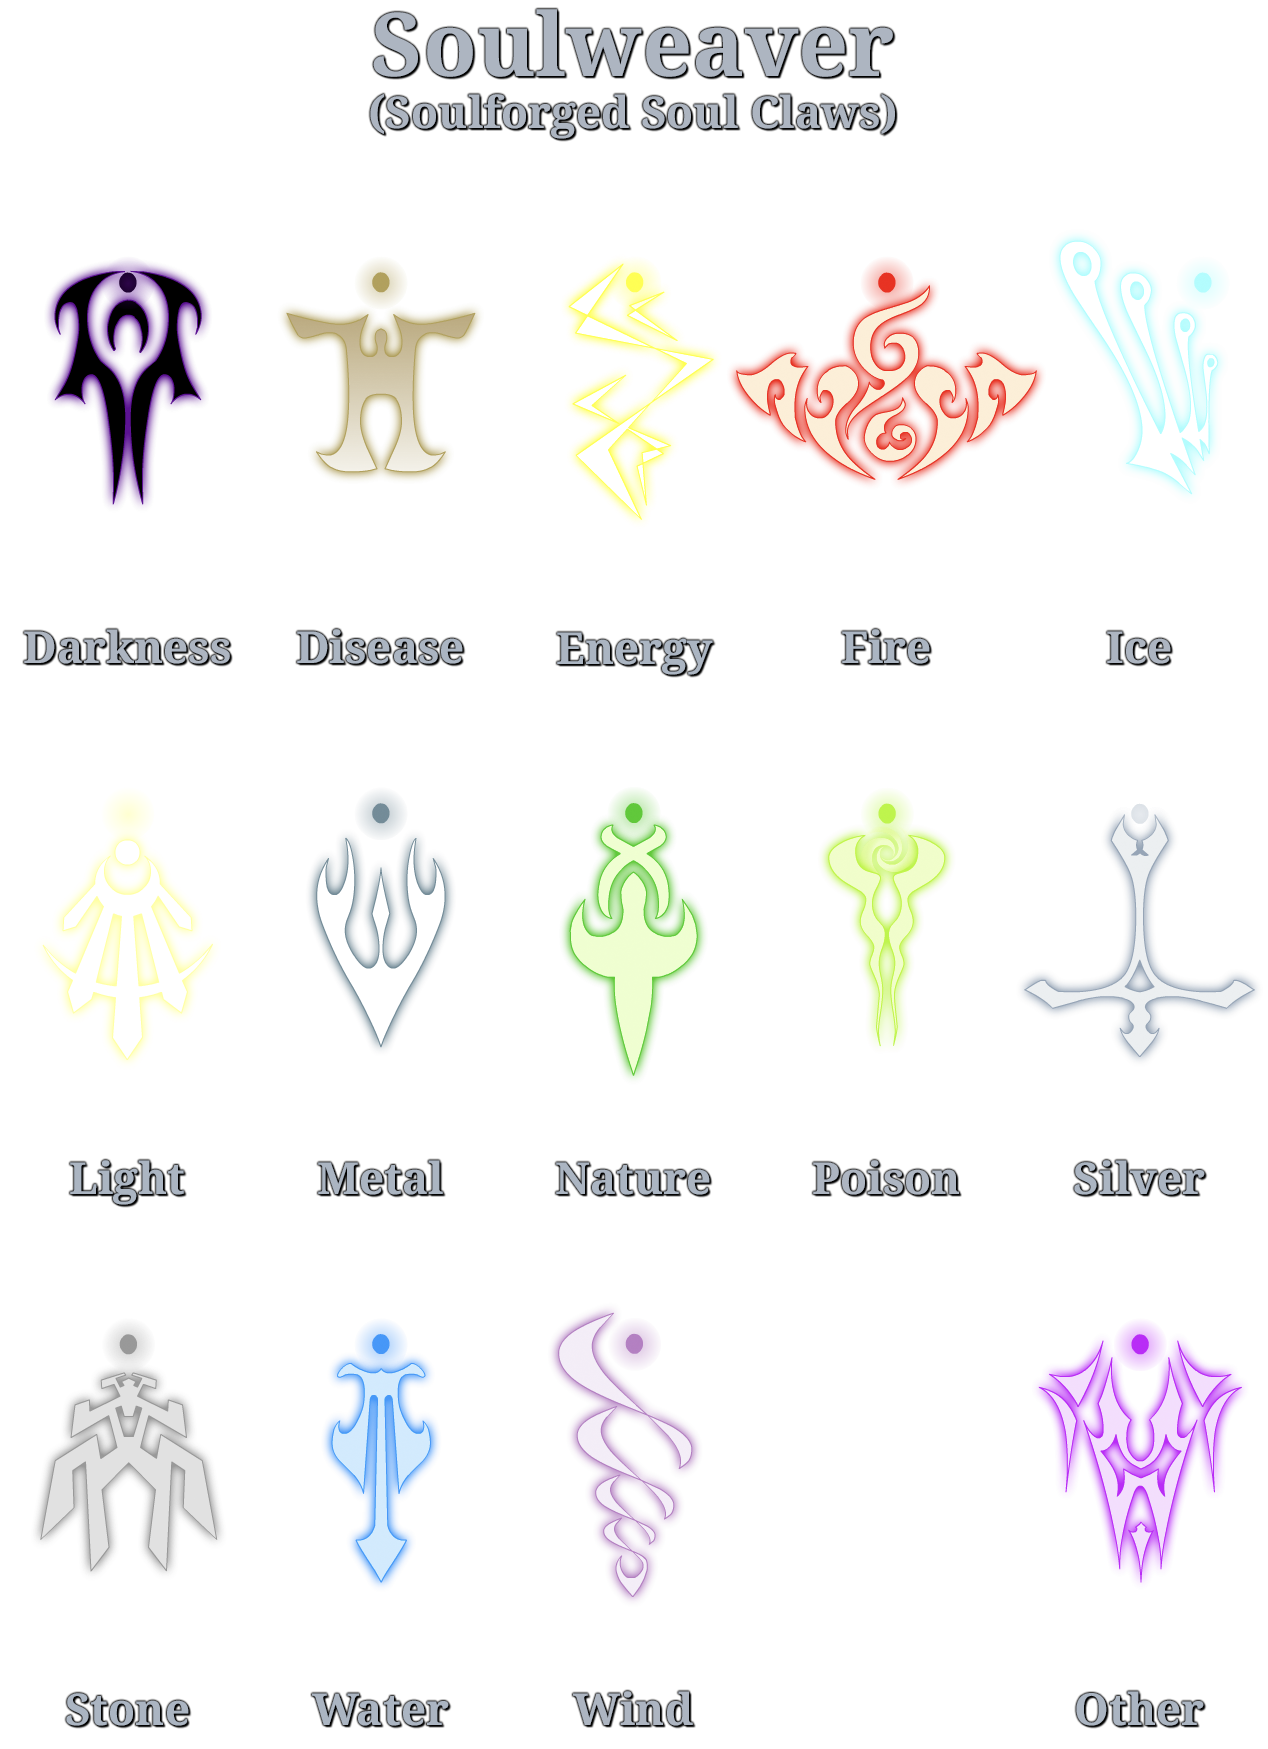 Soulweaver
(Soulforged Soul Claws)
Darkness Disease Energy Fire Ice
Light Metal Nature Poison Silver
Stone Water Wind Other